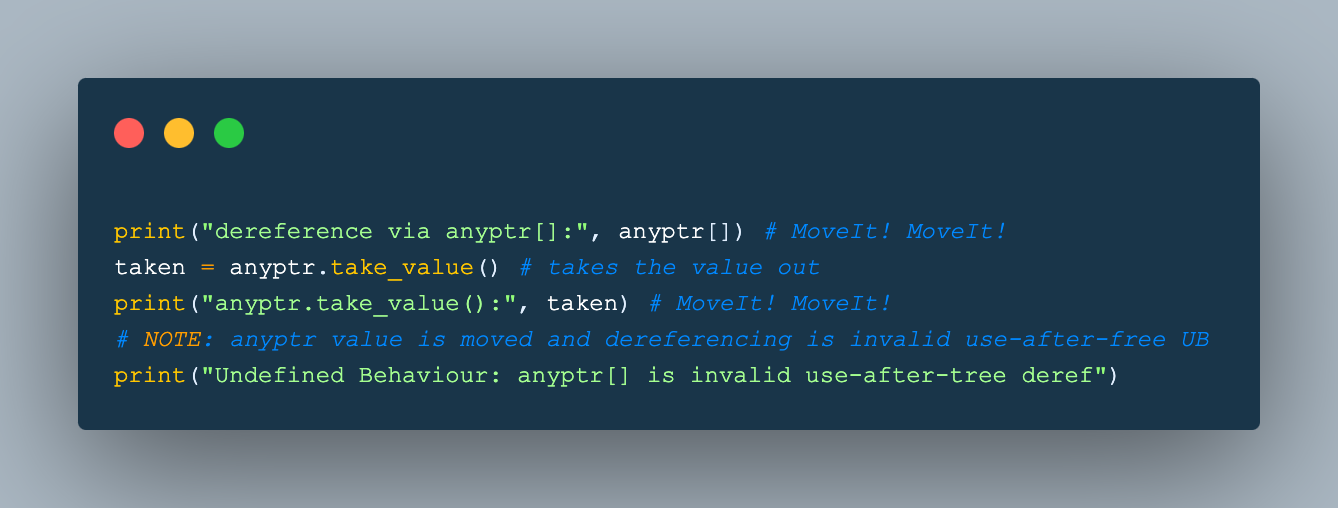 print("dereference via anyptr[]:", anyptr[]) # MoveIt! MoveIt!
taken = anyptr.take_value() # takes the value out
print("anyptr.take_value():", taken) # MoveIt! MoveIt!
# NOTE: anyptr value is moved and dereferencing is invalid use-after-free UB
print("Undefined Behaviour: anyptr[] is invalid use-after-tree deref")